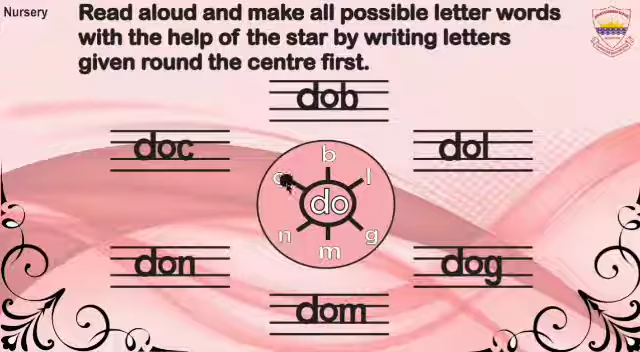 Nursery
Read aloud and make all possible letter words
with the help of the star by writing letters
given round the centre first.
dob
doc
dol
b
c
l
do
n
g
m
don
dog
dom